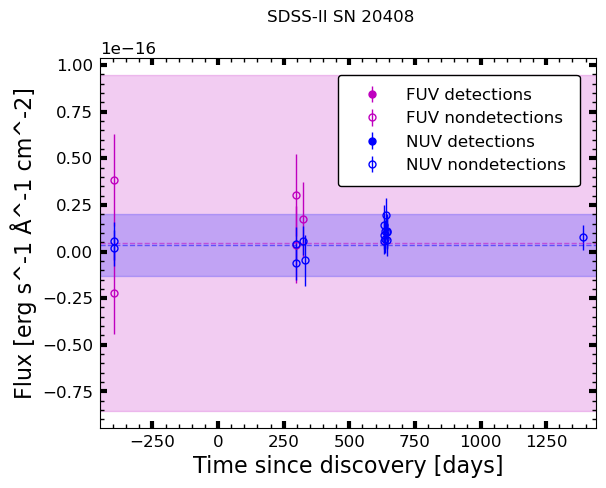 SDSS-II SN 20408
1e−16
1.00
0.75
0.50
0.25
0.00
−0.25
−0.50
−0.75
Flux [erg s^-1 Å^-1 cm^-2]
FUV detections
FUV nondetections
NUV detections
NUV nondetections
−250 0 250 500 750 1000 1250
Time since discovery [days]